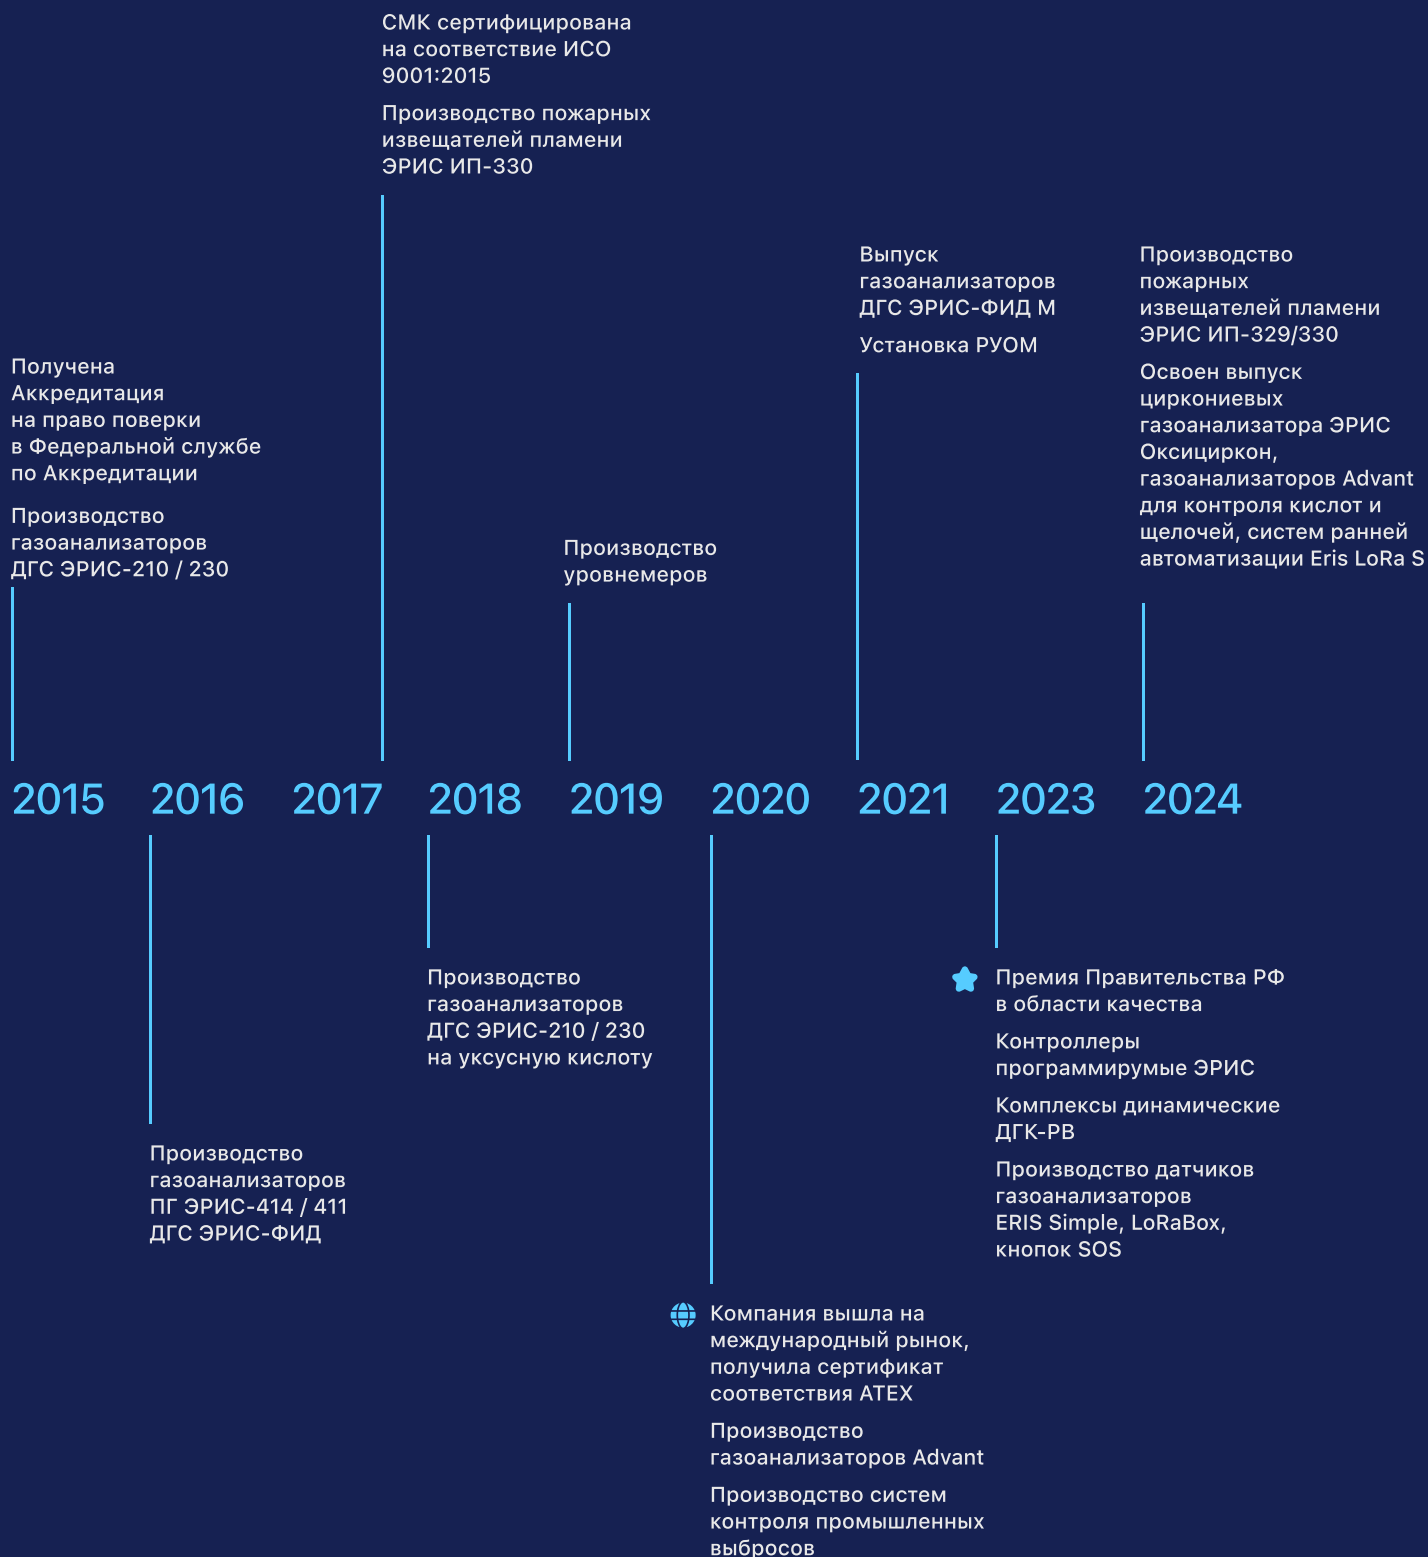 СМК сертифицирована
на соответствие ИСО
9001:2015
Производство пожарных
извещателей пламени
ЭРИС ИП-330
Выпуск
газоанализаторов
ДГС ЭРИС-ФИД М
Установка РУОМ
Производство
пожарных
извещателей пламени
ЭРИС ИП-329/330
Освоен выпуск
циркониевых
газоанализатора ЭРИС
Оксициркон,
газоанализаторов Advant
для контроля кислот и
щелочей, систем ранней
автоматизации Eris LoRa S
Получена
Аккредитация
на право поверки
в Федеральной службе
по Аккредитации
Производство
газоанализаторов
ДГС ЭРИС-210 / 230
Производство
уровнемеров
2015 2016 2017 2018 2019 2020 2021 2023 2024
Производство
газоанализаторов
ДГС ЭРИС-210 / 230
на уксусную кислоту
Премия Правительства РФ
в области качества
Контроллеры
программирумые ЭРИС
Комплексы динамические
ДГК-РВ
Производство датчиков
газоанализаторов
ERIS Simple, LoRaBox,
кнопок SOS
Производство
газоанализаторов
ПГ ЭРИС-414 / 411
ДГС ЭРИС-ФИД
Компания вышла на
международный рынок,
получила сертификат
соответствия ATEX
Производство
газоанализаторов Advant
Производство систем
контроля промышленных
выбросов